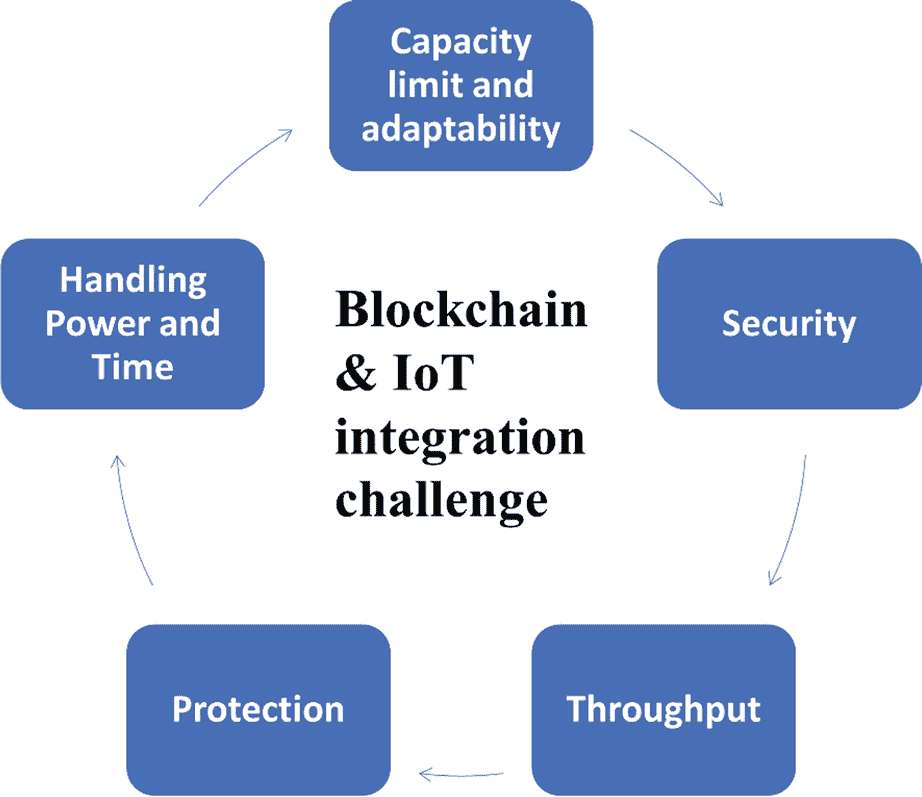 Capacity
limit and
adaptability
Security
Throughput
Protection
Handling
Power and
Time
Blockchain
& IoT
integration
challenge